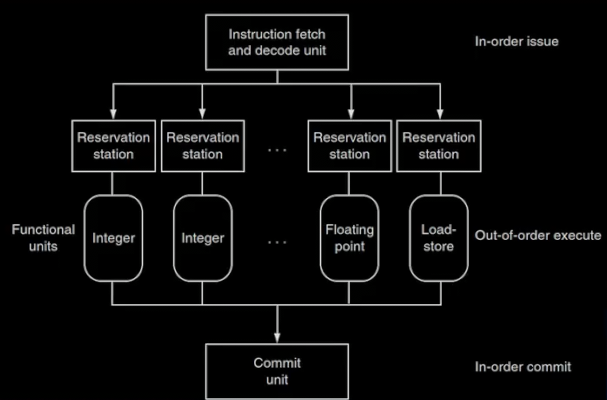 Instruction fetch
and decode unit
In-order issue
Reservation
station
Reservation
station
...
Reservation
station
Reservation
station
Functional
units
Integer
Integer
...
Floating
point
Load-
store
Out-of-order execute
Commit
unit
In-order commit